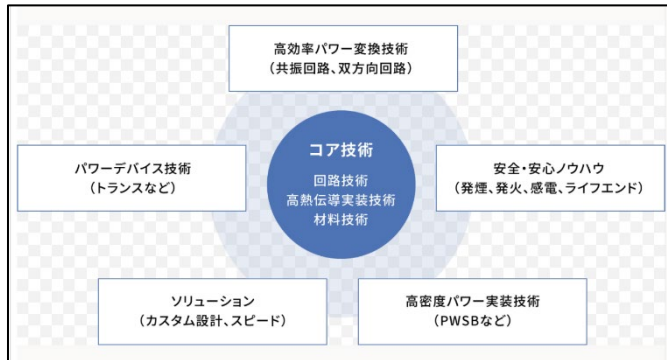 高効率パワー変換技術
(共振回路、双方向回路)
コア技術
回路技術
高熱伝導実装技術
材料技術
パワーデバイス技術
(トランスなど)
安全・安心ノウハウ
(発煙、発火、感電、ライフエンド)
ソリューション
(カスタム設計、スピード)
高密度パワー実装技術
(PWSBなど)